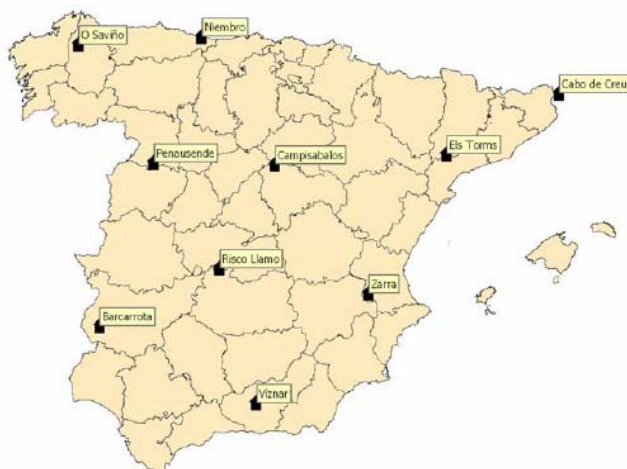 O Saviño
Niembro
Cabo de Creu
Penausende
Campisabalos
Els Torms
Risco Llamo
Zarra
Barcarrota
Víznar